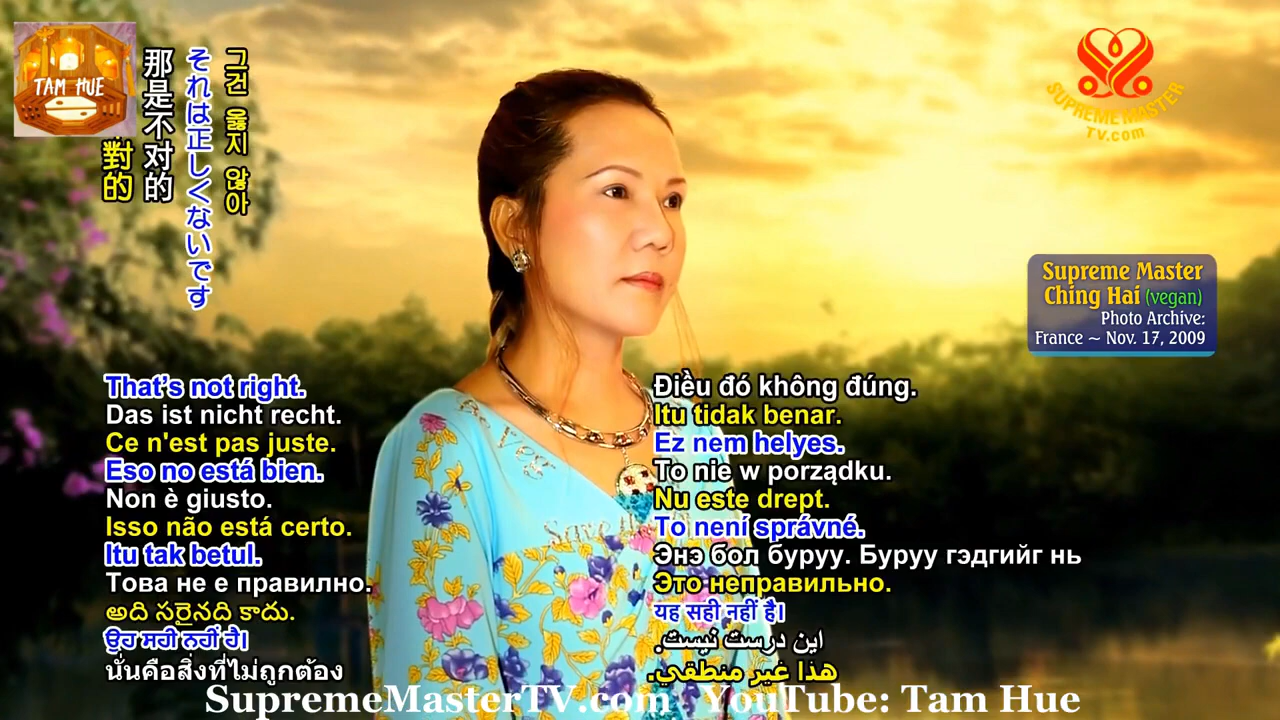 TAM HUE
그건 옳지 않아
それは正しくないです
那是不对的
對的
SUPREME MASTER
TV.com
Supreme Master
Ching Hai (vegan)
Photo Archive:
France ~ Nov. 17, 2009
That's not right.
Das ist nicht recht.
Ce n'est pas juste.
Eso no está bien.
Non è giusto.
Isso não está certo.
Itu tak betul.
Това не е правилно.
అది సరైనది కాదు.
ਉਹ ਸਹੀ ਨਹੀਂ ਹੈ।
นั่นคือสิ่งที่ไม่ถูกต้อง
Điều đó không đúng.
Itu tidak benar.
Ez nem helyes.
To nie w porządku.
Nu este drept.
To není správné.
Энэ бол буруу. Буруу гэдгийг нь
Это неправильно.
यह सही नहीं है।
این درست نیست.
هذا غير منطقي.
SupremeMasterTV.com YouTube: Tam Hue